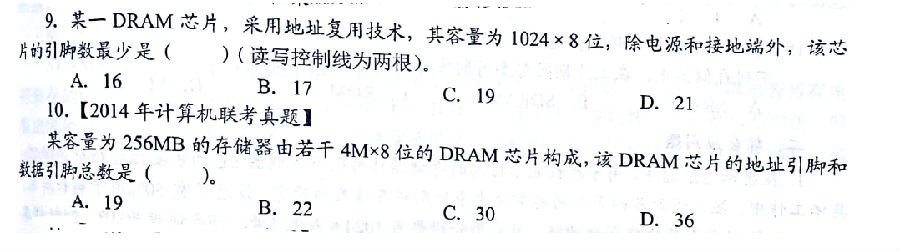 9. 某一 DRAM 芯片，采用地址复用技术，其容量为 1024×8 位，除电源和接地端外，该芯
片的引脚数最少是（　　）(读写控制线为两根)。
A. 16　B. 17　C. 19　D. 21
10.【2014 年计算机联考真题】
某容量为 256MB 的存储器由若干 4M×8 位的 DRAM 芯片构成，该 DRAM 芯片的地址引脚和
数据引脚总数是（　　）。
A. 19　B. 22　C. 30　D. 36